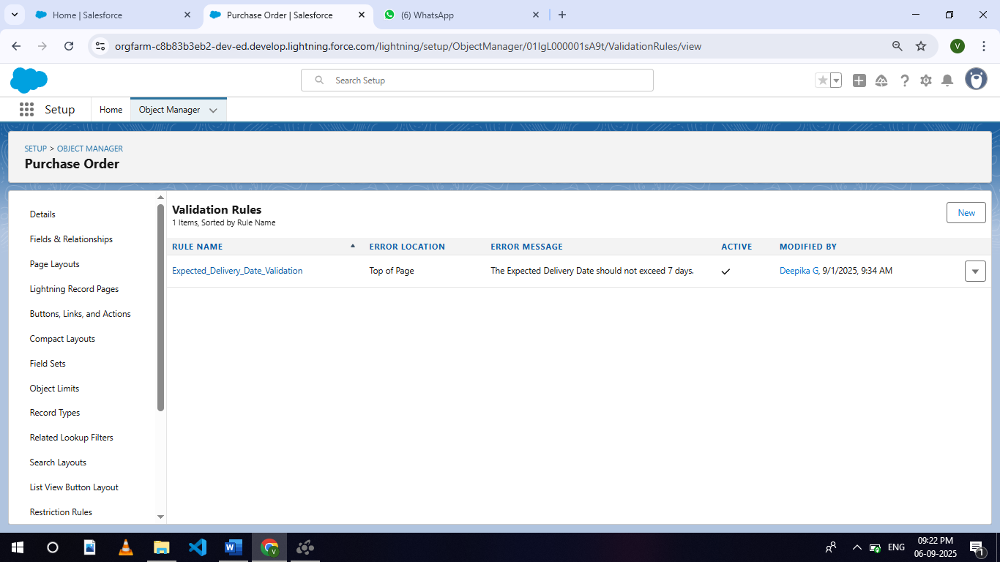 Home | Salesforce
Purchase Order | Salesforce
(6) WhatsApp
orgfarm-c8b83b3eb2-dev-ed.develop.lightning.force.com/lightning/setup/ObjectManager/01IgL000001sA9t/ValidationRules/view
V
Search Setup
Setup
Home
Object Manager
SETUP > OBJECT MANAGER
Purchase Order
Details
Fields & Relationships
Page Layouts
Lightning Record Pages
Buttons, Links, and Actions
Compact Layouts
Field Sets
Object Limits
Record Types
Related Lookup Filters
Search Layouts
List View Button Layout
Restriction Rules
Validation Rules
1 Items, Sorted by Rule Name
New
RULE NAME ERROR LOCATION ERROR MESSAGE ACTIVE MODIFIED BY
Expected_Delivery_Date_Validation Top of Page The Expected Delivery Date should not exceed 7 days. Deepika G, 9/1/2025, 9:34 AM
W
V
ENG
09:22 PM
06-09-2025
1